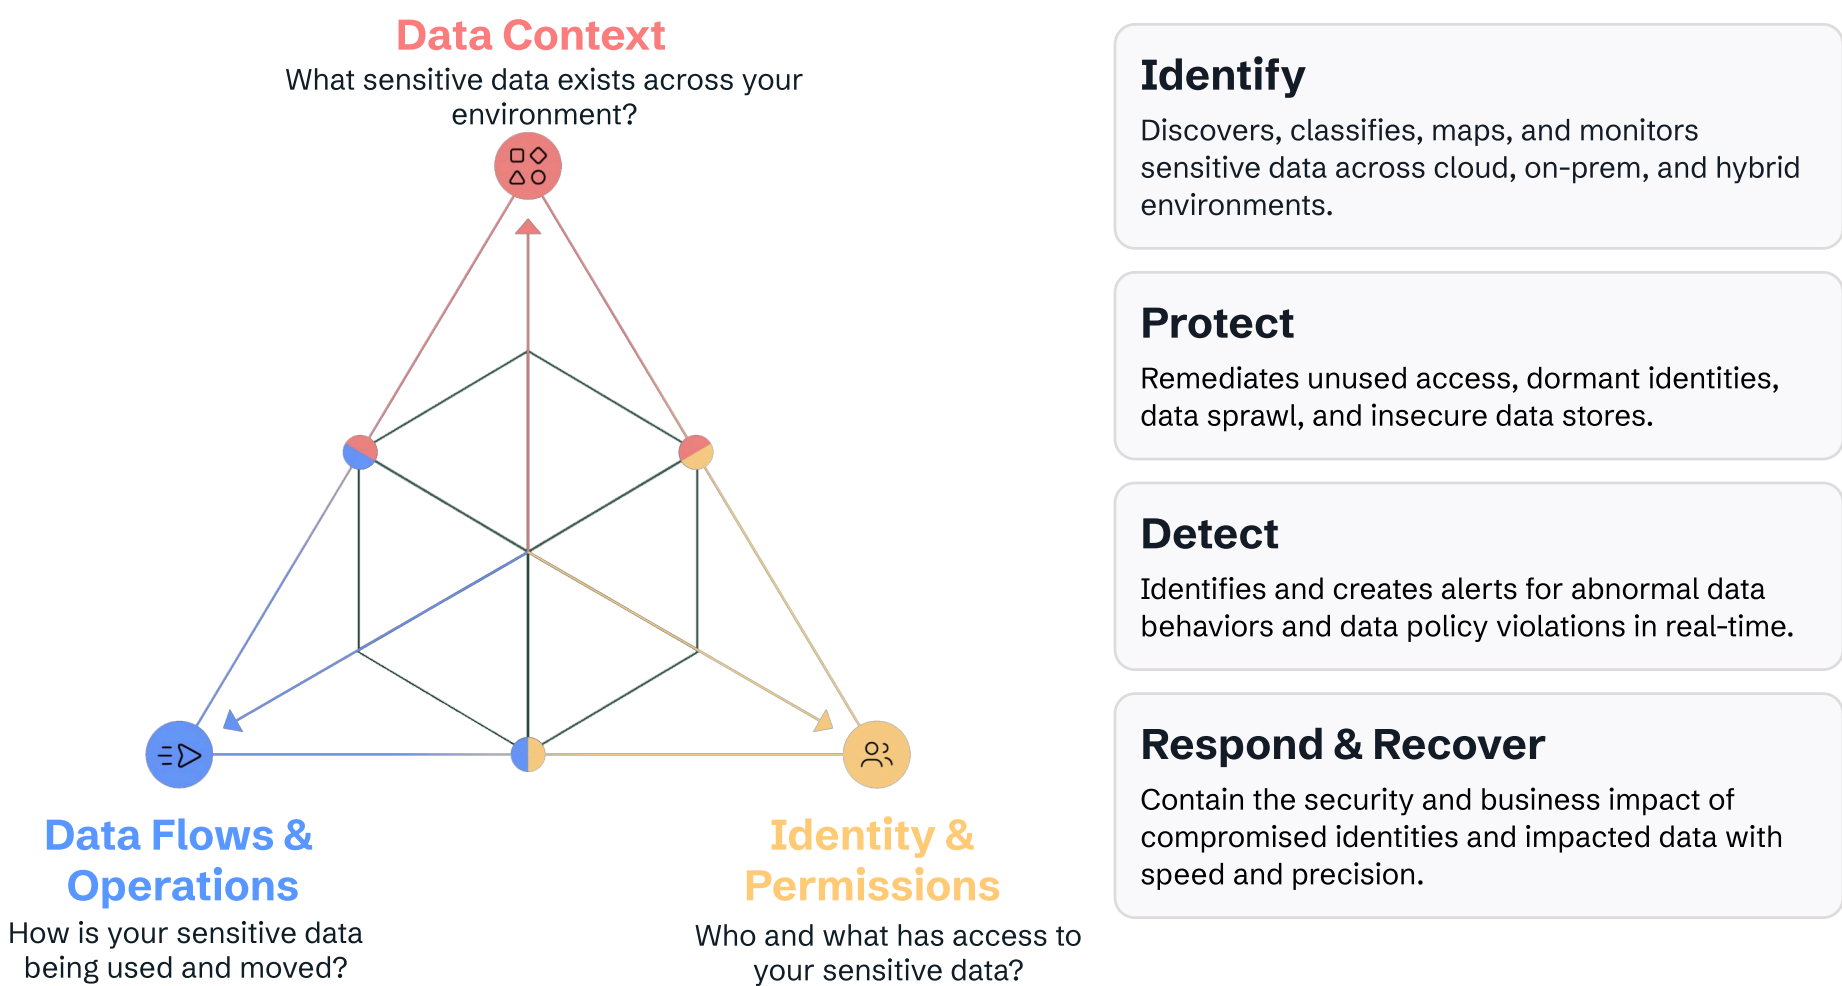 Data Context
What sensitive data exists across your
environment?
Data Flows &
Operations
How is your sensitive data
being used and moved?
Identity &
Permissions
Who and what has access to
your sensitive data?
Identify
Discovers, classifies, maps, and monitors
sensitive data across cloud, on-prem, and hybrid
environments.
Protect
Remediates unused access, dormant identities,
data sprawl, and insecure data stores.
Detect
Identifies and creates alerts for abnormal data
behaviors and data policy violations in real-time.
Respond & Recover
Contain the security and business impact of
compromised identities and impacted data with
speed and precision.